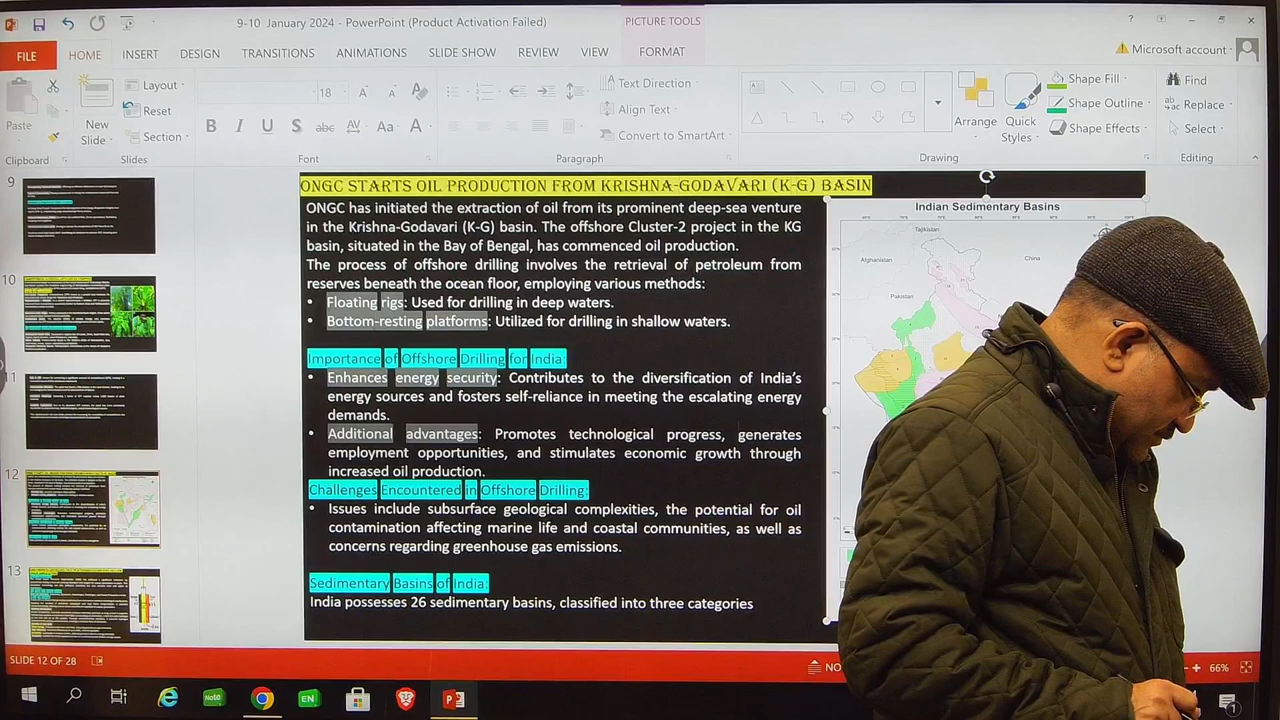 9-10 January 2024 - PowerPoint (Product Activation Failed)
PICTURE TOOLS
FILE HOME INSERT DESIGN TRANSITIONS ANIMATIONS SLIDE SHOW REVIEW VIEW FORMAT
Microsoft account
Paste
New Slide
Layout
Reset
Section
18
Text Direction
Align Text
Convert to SmartArt
Arrange
Quick Styles
Shape Fill
Shape Outline
Shape Effects
Find
Replace
Select
Clipboard Slides Font Paragraph Drawing Editing
9
10
11
12
13
ONGC STARTS OIL PRODUCTION FROM KRISHNA-GODAVARI (K-G) BASIN
ONGC has initiated the extraction of oil from its prominent deep-sea venture
in the Krishna-Godavari (K-G) basin. The offshore Cluster-2 project in the KG
basin, situated in the Bay of Bengal, has commenced oil production.
The process of offshore drilling involves the retrieval of petroleum from
reserves beneath the ocean floor, employing various methods:
• Floating rigs: Used for drilling in deep waters.
• Bottom-resting platforms: Utilized for drilling in shallow waters.
Importance of Offshore Drilling for India:
• Enhances energy security: Contributes to the diversification of India's
energy sources and fosters self-reliance in meeting the escalating energy
demands.
• Additional advantages: Promotes technological progress, generates
employment opportunities, and stimulates economic growth through
increased oil production.
Challenges Encountered in Offshore Drilling:
• Issues include subsurface geological complexities, the potential for oil
contamination affecting marine life and coastal communities, as well as
concerns regarding greenhouse gas emissions.
Sedimentary Basins of India:
India possesses 26 sedimentary basins, classified into three categories
Indian Sedimentary Basins
Tajikistan
Afghanistan
China
Pakistan
SLIDE 12 OF 28
NO
66%
Note
EN
1